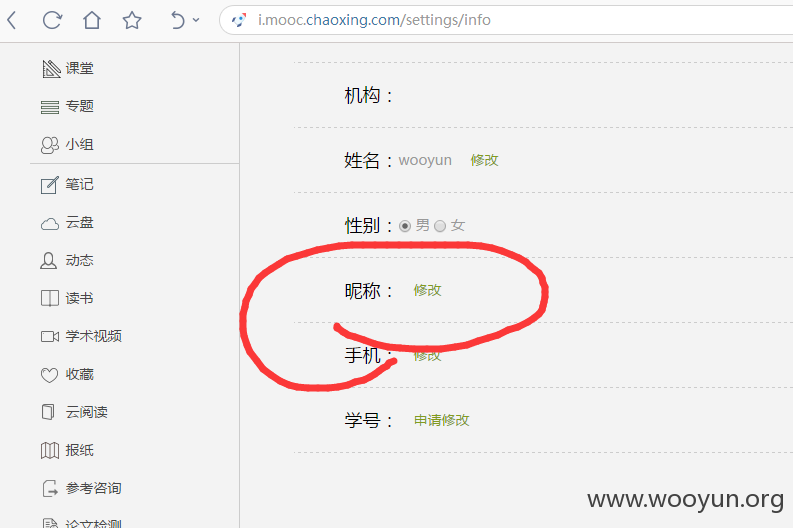 i.mooc.chaoxing.com/settings/info
课堂
专题
小组
笔记
云盘
动态
读书
学术视频
收藏
云阅读
报纸
参考咨询
论文检测
机构：
姓名：wooyun 修改
性别： 男 女
昵称： 修改
手机： 修改
学号： 申请修改
www.wooyun.org